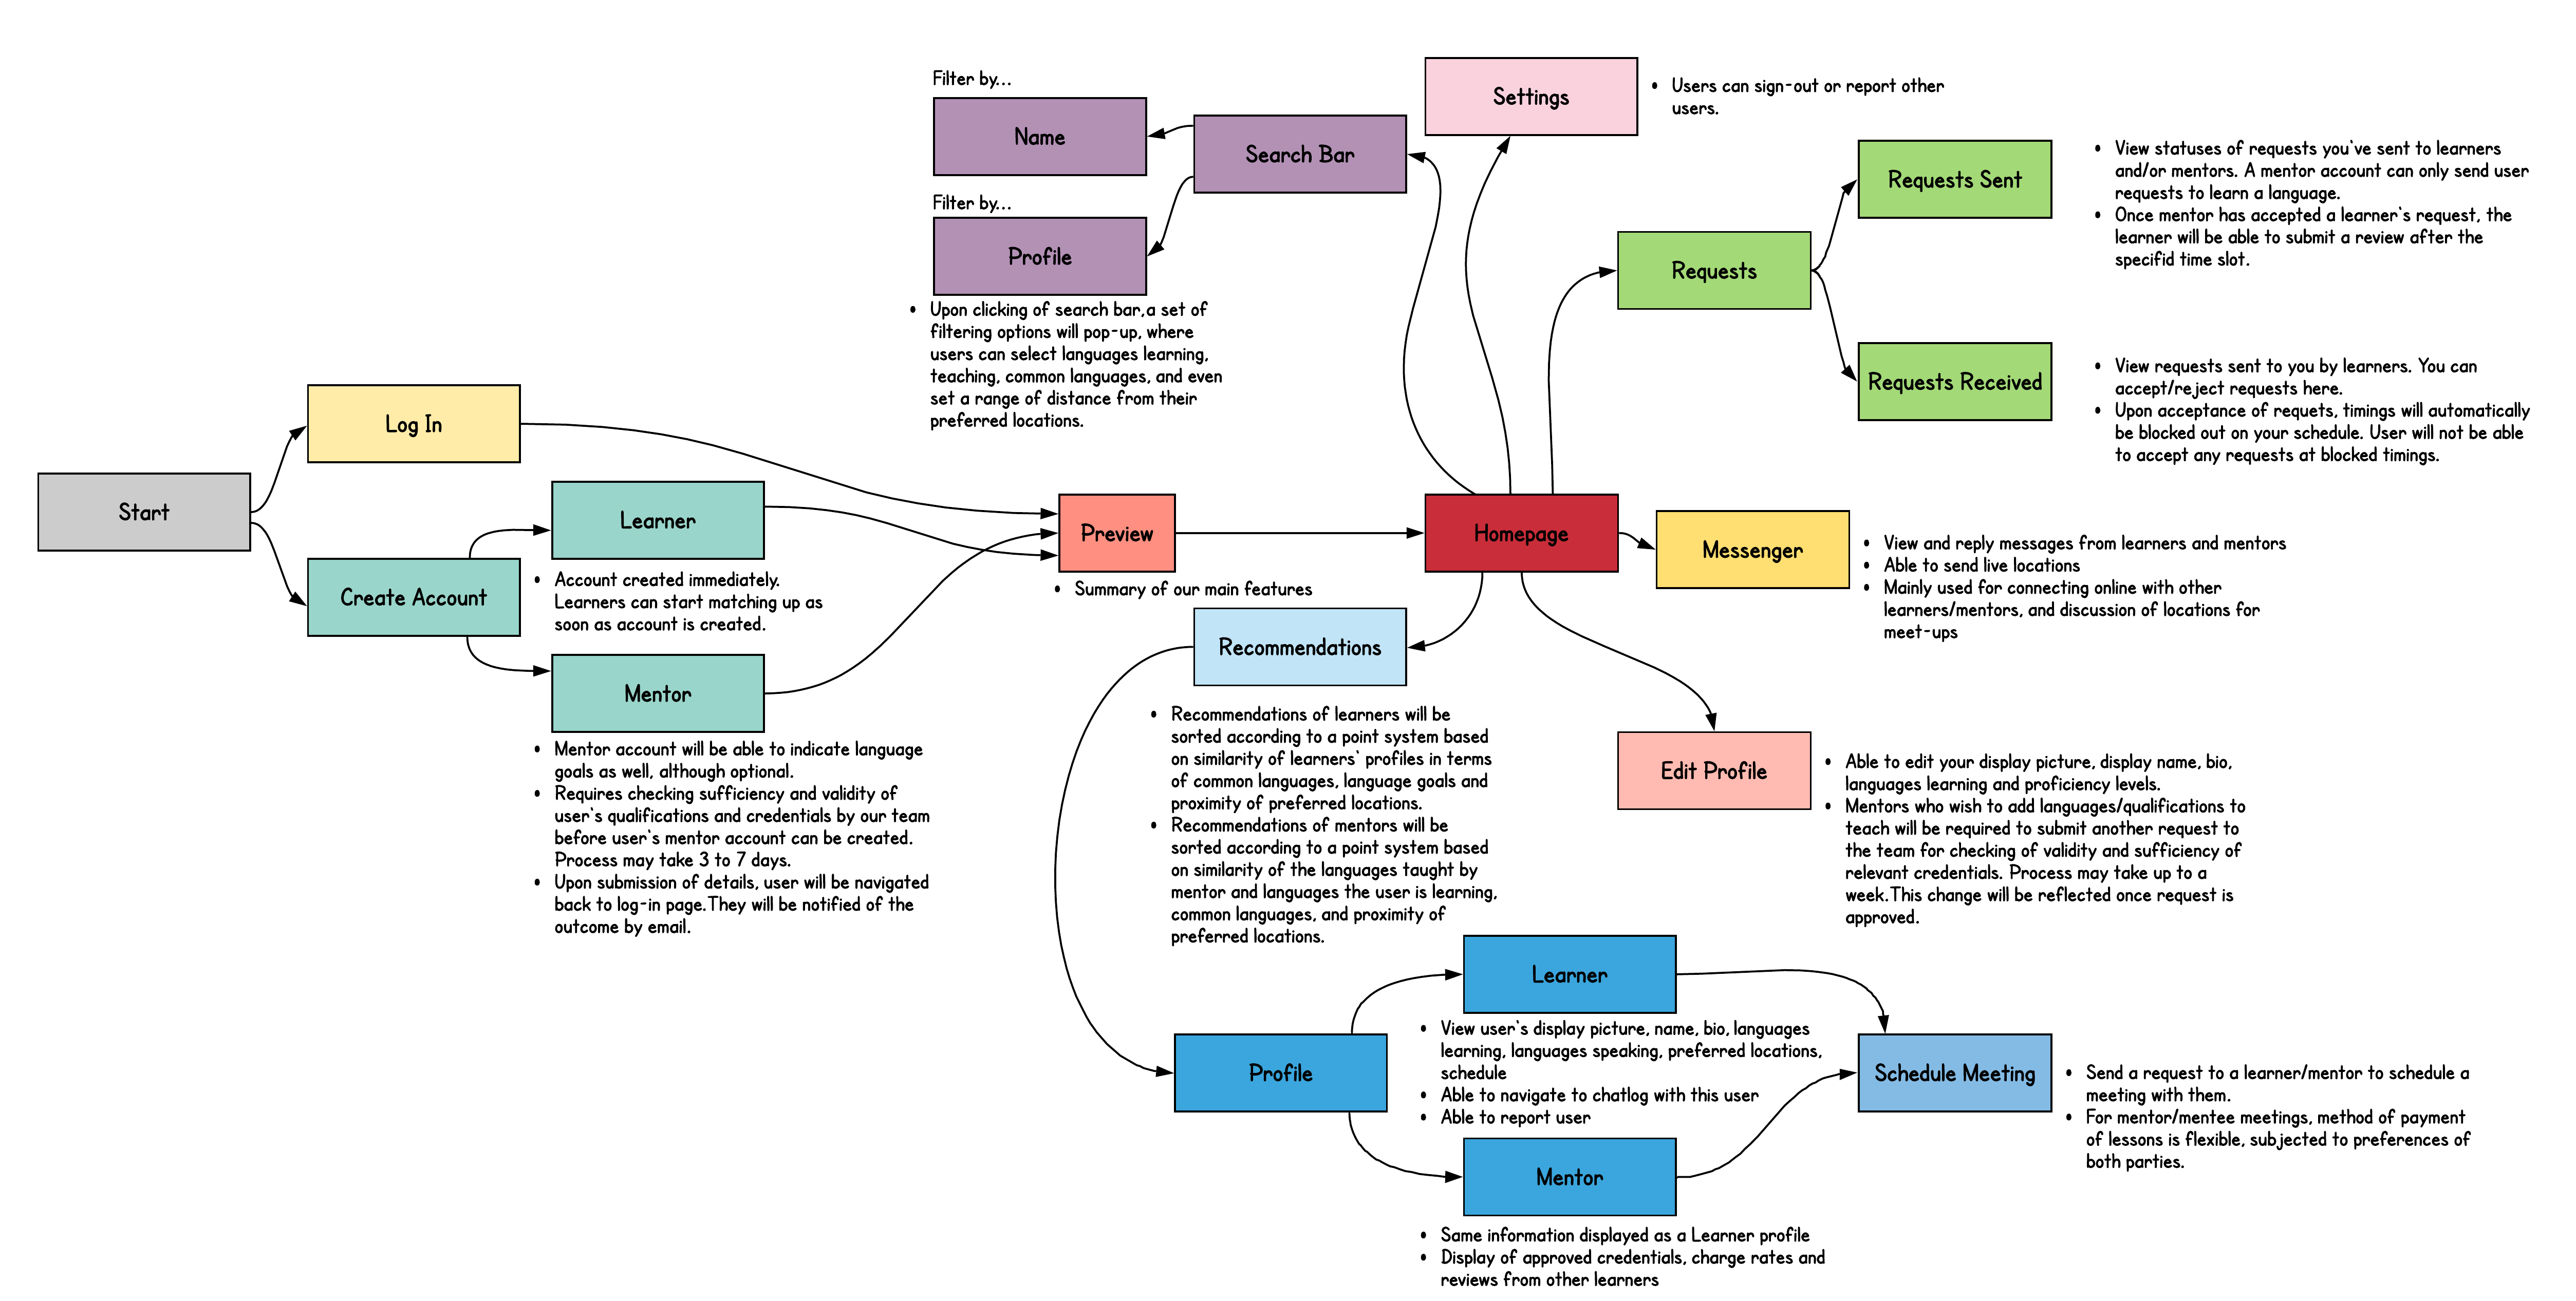 Filter by...
Name
Search Bar
Filter by...
Profile
• Upon clicking of search bar,a set of
filtering options will pop-up, where
users can select languages learning,
teaching, common languages, and even
set a range of distance from their
preferred locations.
Settings
• Users can sign-out or report other
users.
Requests
Requests Sent
• View statuses of requests you've sent to learners
and/or mentors. A mentor account can only send user
requests to learn a language.
• Once mentor has accepted a learner's request, the
learner will be able to submit a review after the
specifid time slot.
Requests Received
• View requests sent to you by learners. You can
accept/reject requests here.
• Upon acceptance of requets, timings will automatically
be blocked out on your schedule. User will not be able
to accept any requests at blocked timings.
Start
Log In
Create Account
Learner
• Account created immediately.
Learners can start matching up as
soon as account is created.
Mentor
• Mentor account will be able to indicate language
goals as well, although optional.
• Requires checking sufficiency and validity of
user's qualifications and credentials by our team
before user's mentor account can be created.
Process may take 3 to 7 days.
• Upon submission of details, user will be navigated
back to log-in page.They will be notified of the
outcome by email.
Preview
• Summary of our main features
Homepage
Messenger
• View and reply messages from learners and mentors
• Able to send live locations
• Mainly used for connecting online with other
learners/mentors, and discussion of locations for
meet-ups
Recommendations
• Recommendations of learners will be
sorted according to a point system based
on similarity of learners' profiles in terms
of common languages, language goals and
proximity of preferred locations.
• Recommendations of mentors will be
sorted according to a point system based
on similarity of the languages taught by
mentor and languages the user is learning,
common languages, and proximity of
preferred locations.
Edit Profile
• Able to edit your display picture, display name, bio,
languages learning and proficiency levels.
• Mentors who wish to add languages/qualifications to
teach will be required to submit another request to
the team for checking of validity and sufficiency of
relevant credentials. Process may take up to a
week.This change will be reflected once request is
approved.
Profile
Learner
• View user's display picture, name, bio, languages
learning, languages speaking, preferred locations,
schedule
• Able to navigate to chatlog with this user
• Able to report user
Mentor
• Same information displayed as a Learner profile
• Display of approved credentials, charge rates and
reviews from other learners
Schedule Meeting
• Send a request to a learner/mentor to schedule a
meeting with them.
• For mentor/mentee meetings, method of payment
of lessons is flexible, subjected to preferences of
both parties.